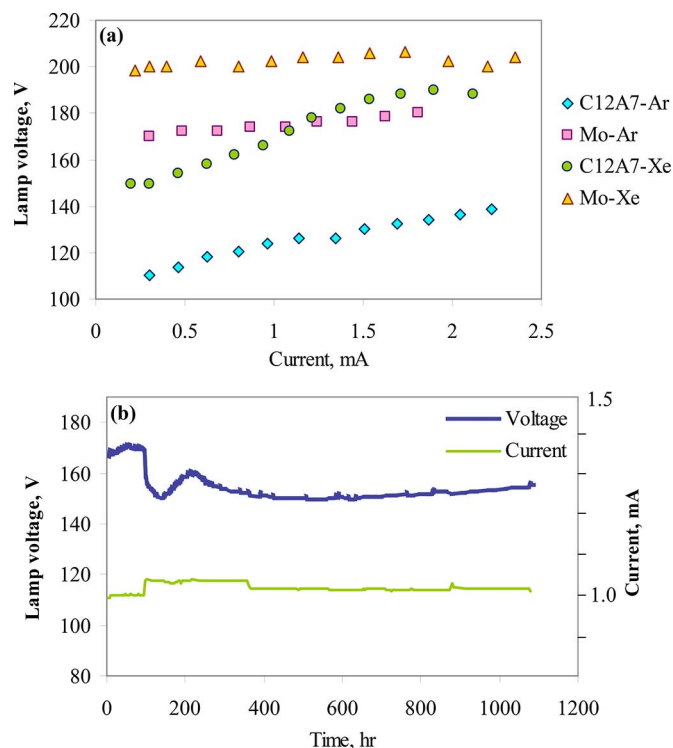 (a)
Lamp voltage, V
220
200
180
160
140
120
100
0
0.5
1
1.5
2
2.5
Current, mA
C12A7-Ar
Mo-Ar
C12A7-Xe
Mo-Xe
(b)
Lamp voltage, V
180
160
140
120
100
80
0
200
400
600
800
1000
1200
Time, hr
Voltage
Current
1.5
1.0
Current, mA